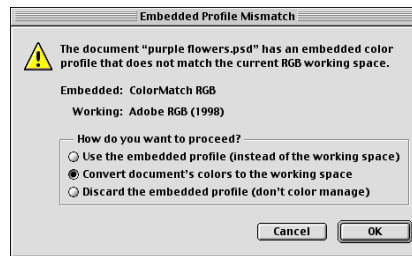 Embedded Profile Mismatch
The document “purple flowers.psd” has an embedded color
profile that does not match the current RGB working space.
Embedded: ColorMatch RGB
Working: Adobe RGB (1998)
How do you want to proceed?
Use the embedded profile (instead of the working space)
Convert document's colors to the working space
Discard the embedded profile (don't color manage)
Cancel OK